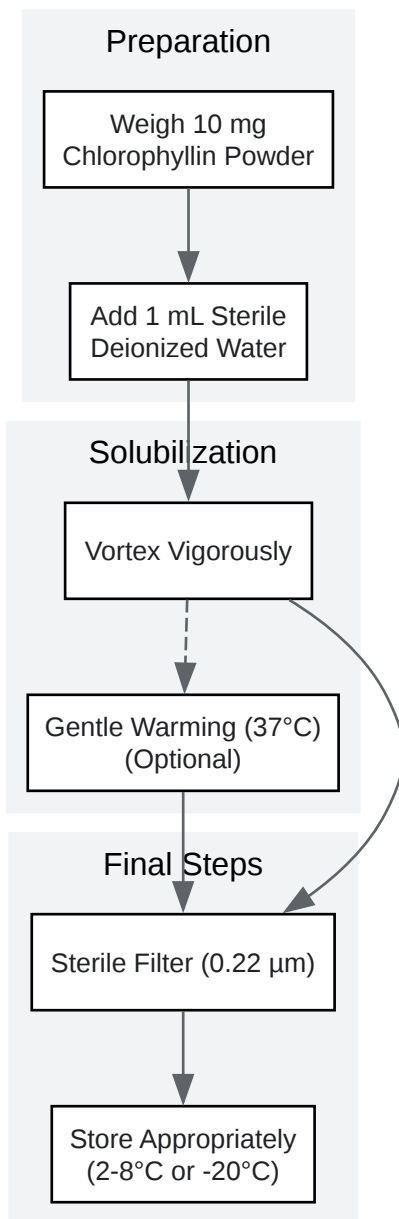 Preparation
Weigh 10 mg
Chlorophyllin Powder
Add 1 mL Sterile
Deionized Water
Solubilization
Vortex Vigorously
Gentle Warming (37°C)
(Optional)
Final Steps
Sterile Filter (0.22 µm)
Store Appropriately
(2-8°C or -20°C)